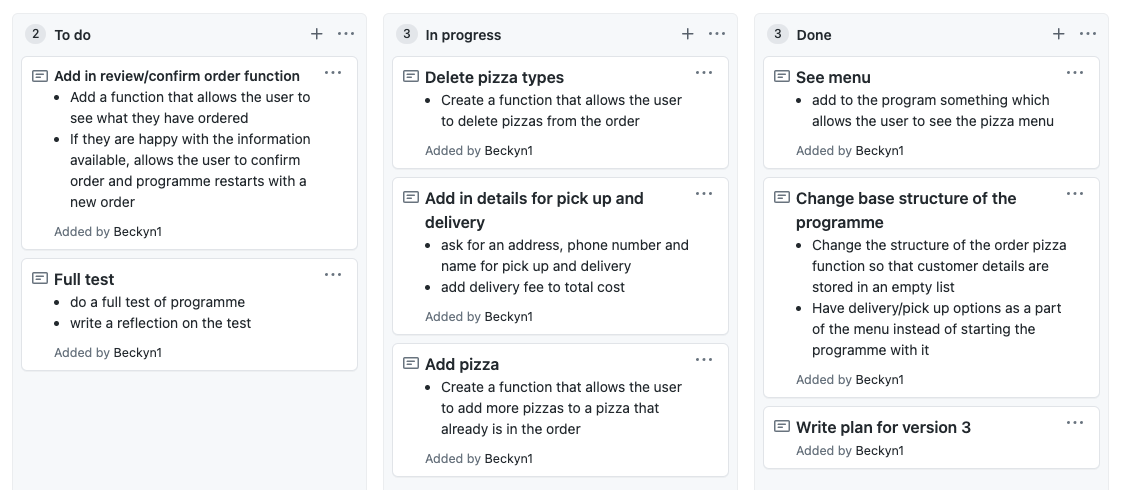 2 To do
Add in review/confirm order function
Add a function that allows the user to
see what they have ordered
If they are happy with the information
available, allows the user to confirm
order and programme restarts with a
new order
Added by Beckyn1
Full test
do a full test of programme
write a reflection on the test
Added by Beckyn1
3 In progress
Delete pizza types
Create a function that allows the user
to delete pizzas from the order
Added by Beckyn1
Add in details for pick up and
delivery
ask for an address, phone number and
name for pick up and delivery
add delivery fee to total cost
Added by Beckyn1
Add pizza
Create a function that allows the user
to add more pizzas to a pizza that
already is in the order
Added by Beckyn1
3 Done
See menu
add to the program something which
allows the user to see the pizza menu
Added by Beckyn1
Change base structure of the
programme
Change the structure of the order pizza
function so that customer details are
stored in an empty list
Have delivery/pick up options as a part
of the menu instead of starting the
programme with it
Added by Beckyn1
Write plan for version 3
Added by Beckyn1